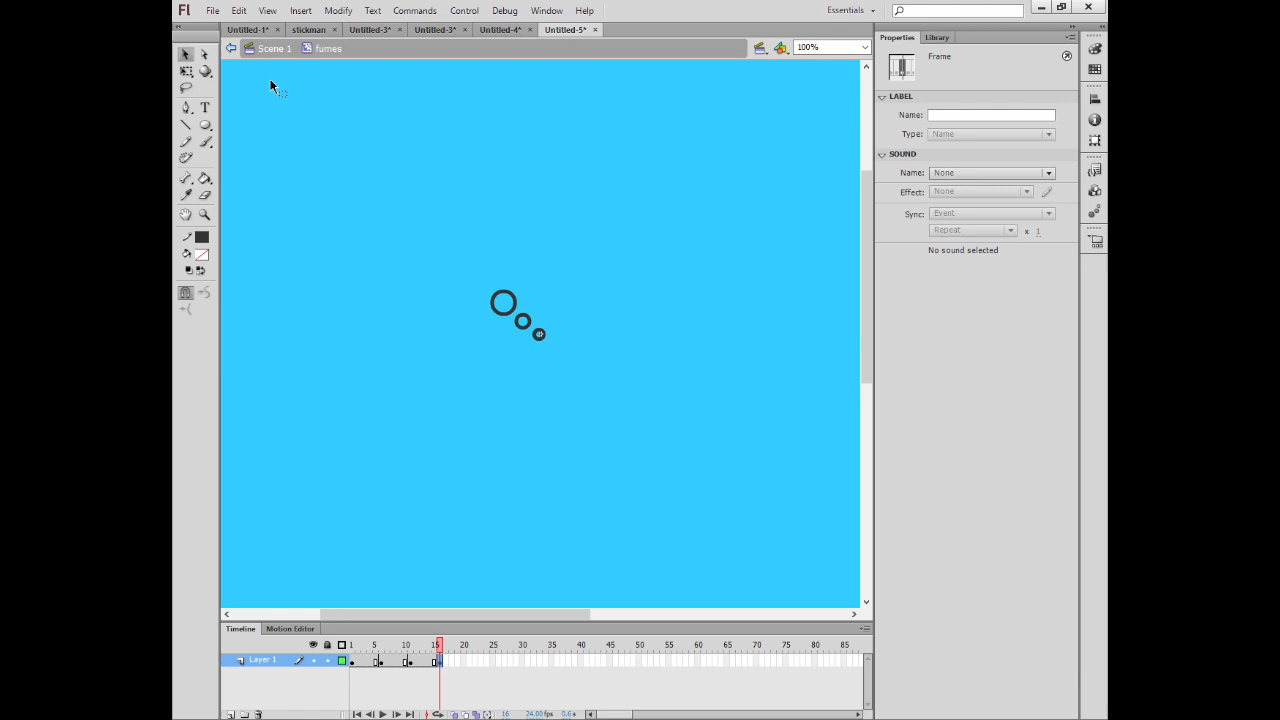 Fl File Edit View Insert Modify Text Commands Control Debug Window Help Essentials
Untitled-1* × stickman × Untitled-3* × Untitled-3* × Untitled-4* × Untitled-5* ×
Scene 1 fumes 100%
Properties Library
Frame
LABEL
Name:
Type: Name
SOUND
Name: None
Effect: None
Sync: Event
Repeat x 1
No sound selected
Timeline Motion Editor
1 5 10 15 20 25 30 35 40 45 50 55 60 65 70 75 80 85
Layer 1
16 24.00 fps 0.6 s